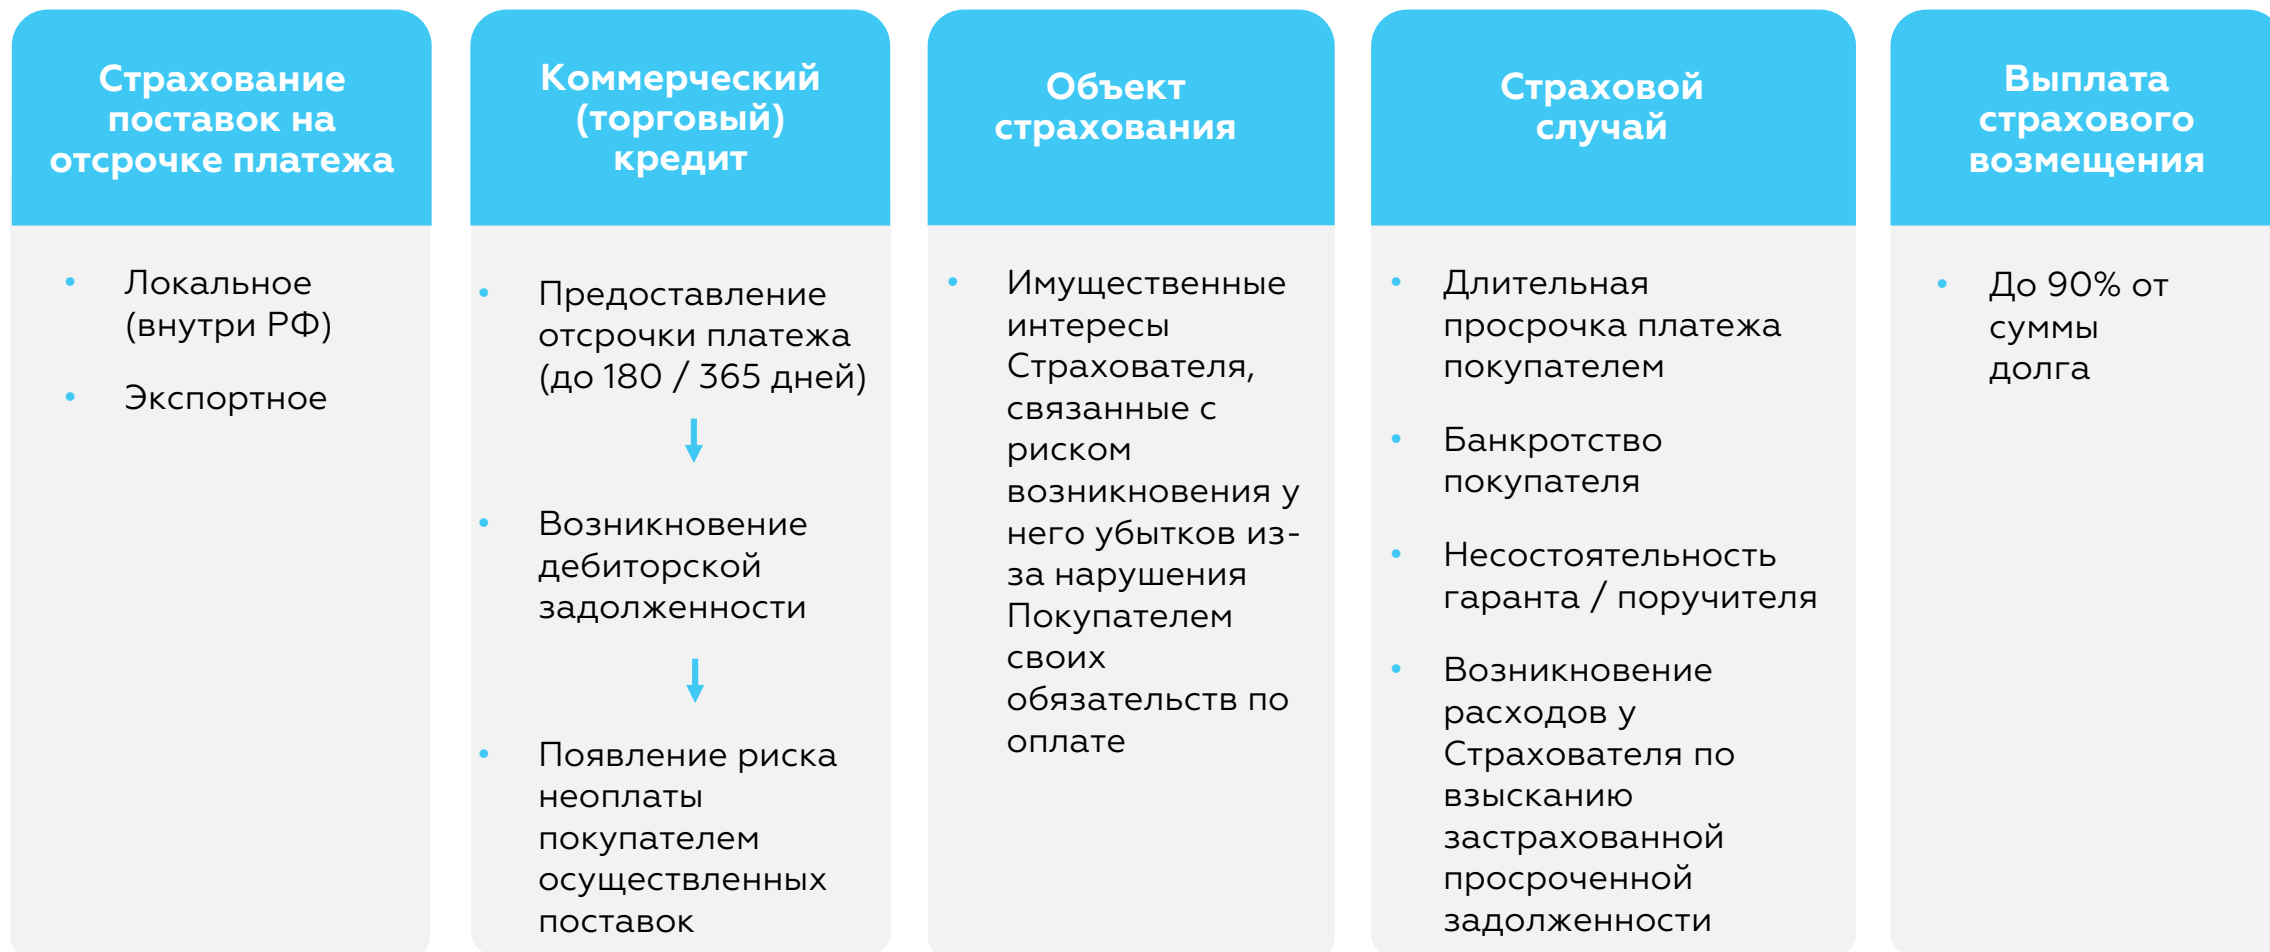 Страхование
поставок на
отсрочке платежа
• Локальное
(внутри РФ)
• Экспортное
Коммерческий
(торговый)
кредит
• Предоставление
отсрочки платежа
(до 180 / 365 дней)
• Возникновение
дебиторской
задолженности
• Появление риска
неоплаты
покупателем
осуществленных
поставок
Объект
страхования
• Имущественные
интересы
Страхователя,
связанные с
риском
возникновения у
него убытков из-
за нарушения
Покупателем
своих
обязательств по
оплате
Страховой
случай
• Длительная
просрочка платежа
покупателем
• Банкротство
покупателя
• Несостоятельность
гаранта / поручителя
• Возникновение
расходов у
Страхователя по
взысканию
застрахованной
просроченной
задолженности
Выплата
страхового
возмещения
• До 90% от
суммы
долга